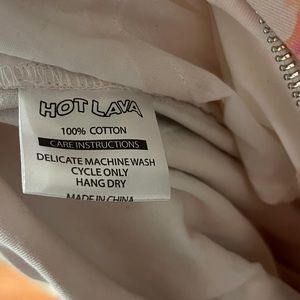 HOT LAVA
100% COTTON
CARE INSTRUCTIONS
DELICATE MACHINE WASH
CYCLE ONLY
HANG DRY
MADE IN CHINA